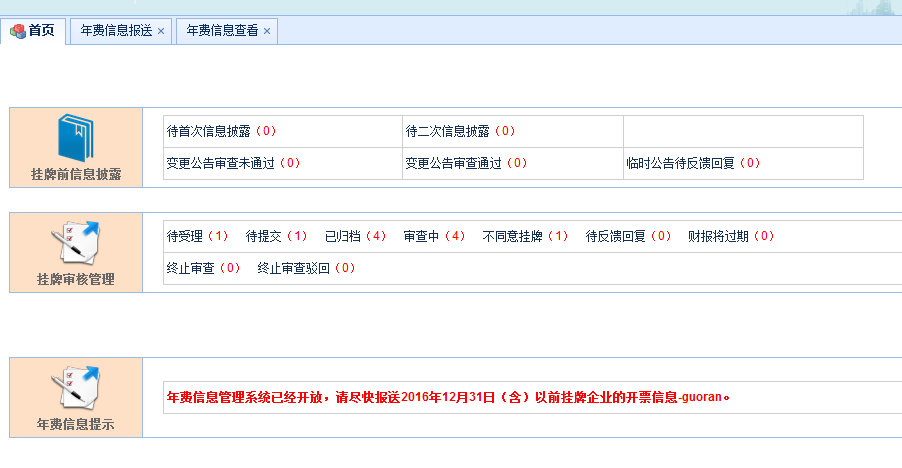 首页 年费信息报送 × 年费信息查看 ×
待首次信息披露（0） 待二次信息披露（0）
变更公告审查未通过（0） 变更公告审查通过（0） 临时公告待反馈回复（0）
挂牌前信息披露
待受理（1） 待提交（1） 已归档（4） 审查中（4） 不同意挂牌（1） 待反馈回复（0） 财报将过期（0）
终止审查（0） 终止审查驳回（0）
挂牌审核管理
年费信息管理系统已经开放，请尽快报送2016年12月31日（含）以前挂牌企业的开票信息-guoran。
年费信息提示